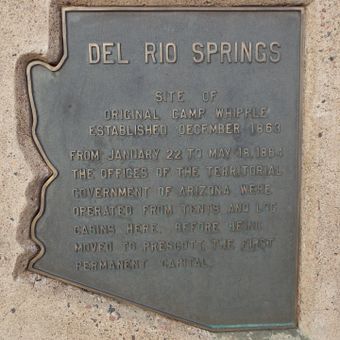 DEL RIO SPRINGS
SITE OF
ORIGINAL CAMP WHIPPLE
ESTABLISHED DECEMBER 1863
FROM JANUARY 22 TO MAY 18, 1864
THE OFFICES OF THE TERRITORIAL
GOVERNMENT OF ARIZONA WERE
OPERATED FROM TENTS AND LOG
CABINS HERE, BEFORE BEING
MOVED TO PRESCOTT, THE FIRST
PERMANENT CAPITAL.